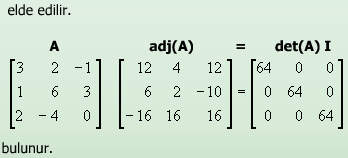 elde edilir.
A adj(A) = det(A) I
[3 2 -1] [12 4 12] [64 0 0]
[1 6 3] [6 2 -10] = [0 64 0]
[2 -4 0] [-16 16 16] [0 0 64]
bulunur.